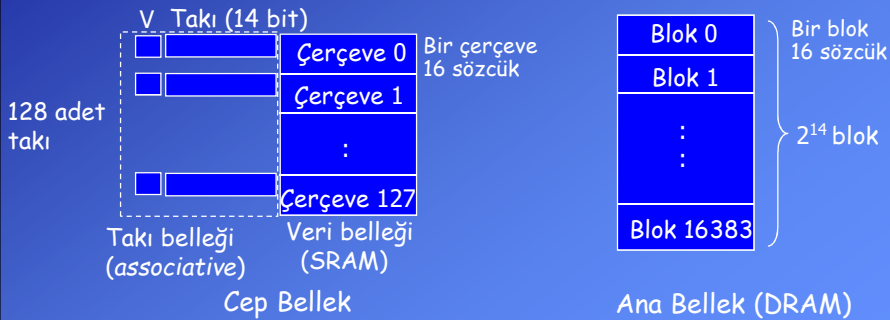 V Takı (14 bit)
Çerçeve 0
Bir çerçeve
16 sözcük
Çerçeve 1
:
Çerçeve 127
128 adet
takı
Takı belleği
(associative)
Veri belleği
(SRAM)
Cep Bellek
Blok 0
Bir blok
16 sözcük
Blok 1
:
:
2¹⁴ blok
Blok 16383
Ana Bellek (DRAM)